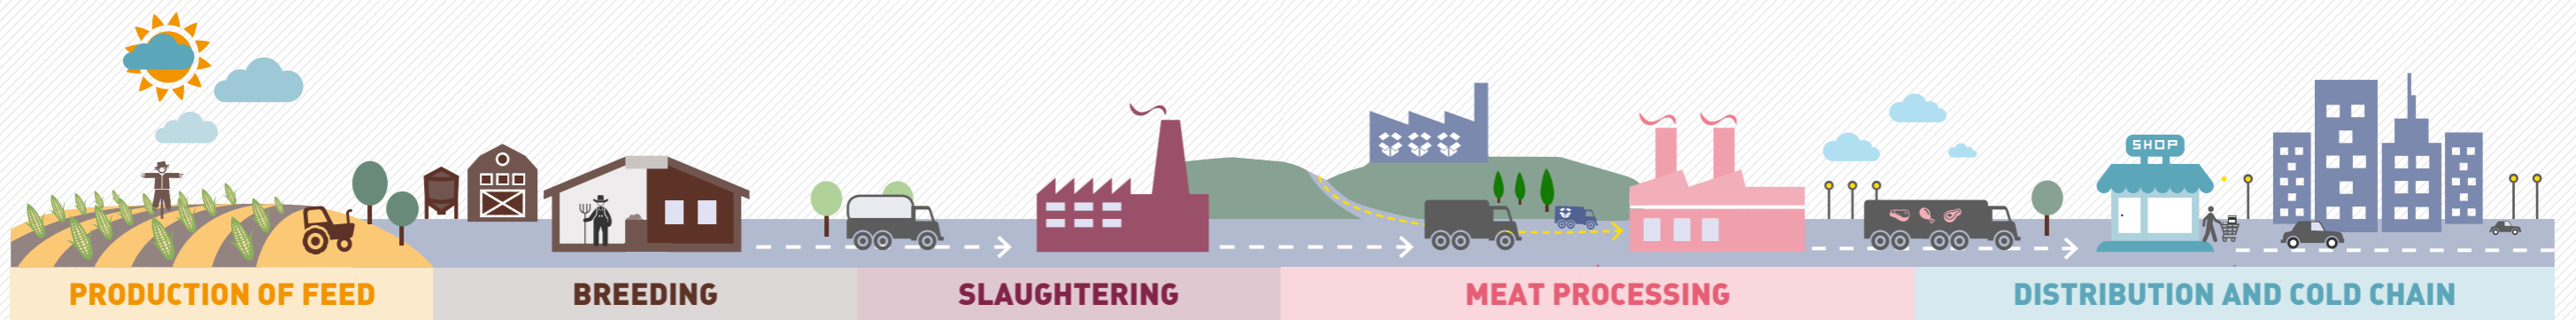 SHOP
PRODUCTION OF FEED
BREEDING
SLAUGHTERING
MEAT PROCESSING
DISTRIBUTION AND COLD CHAIN